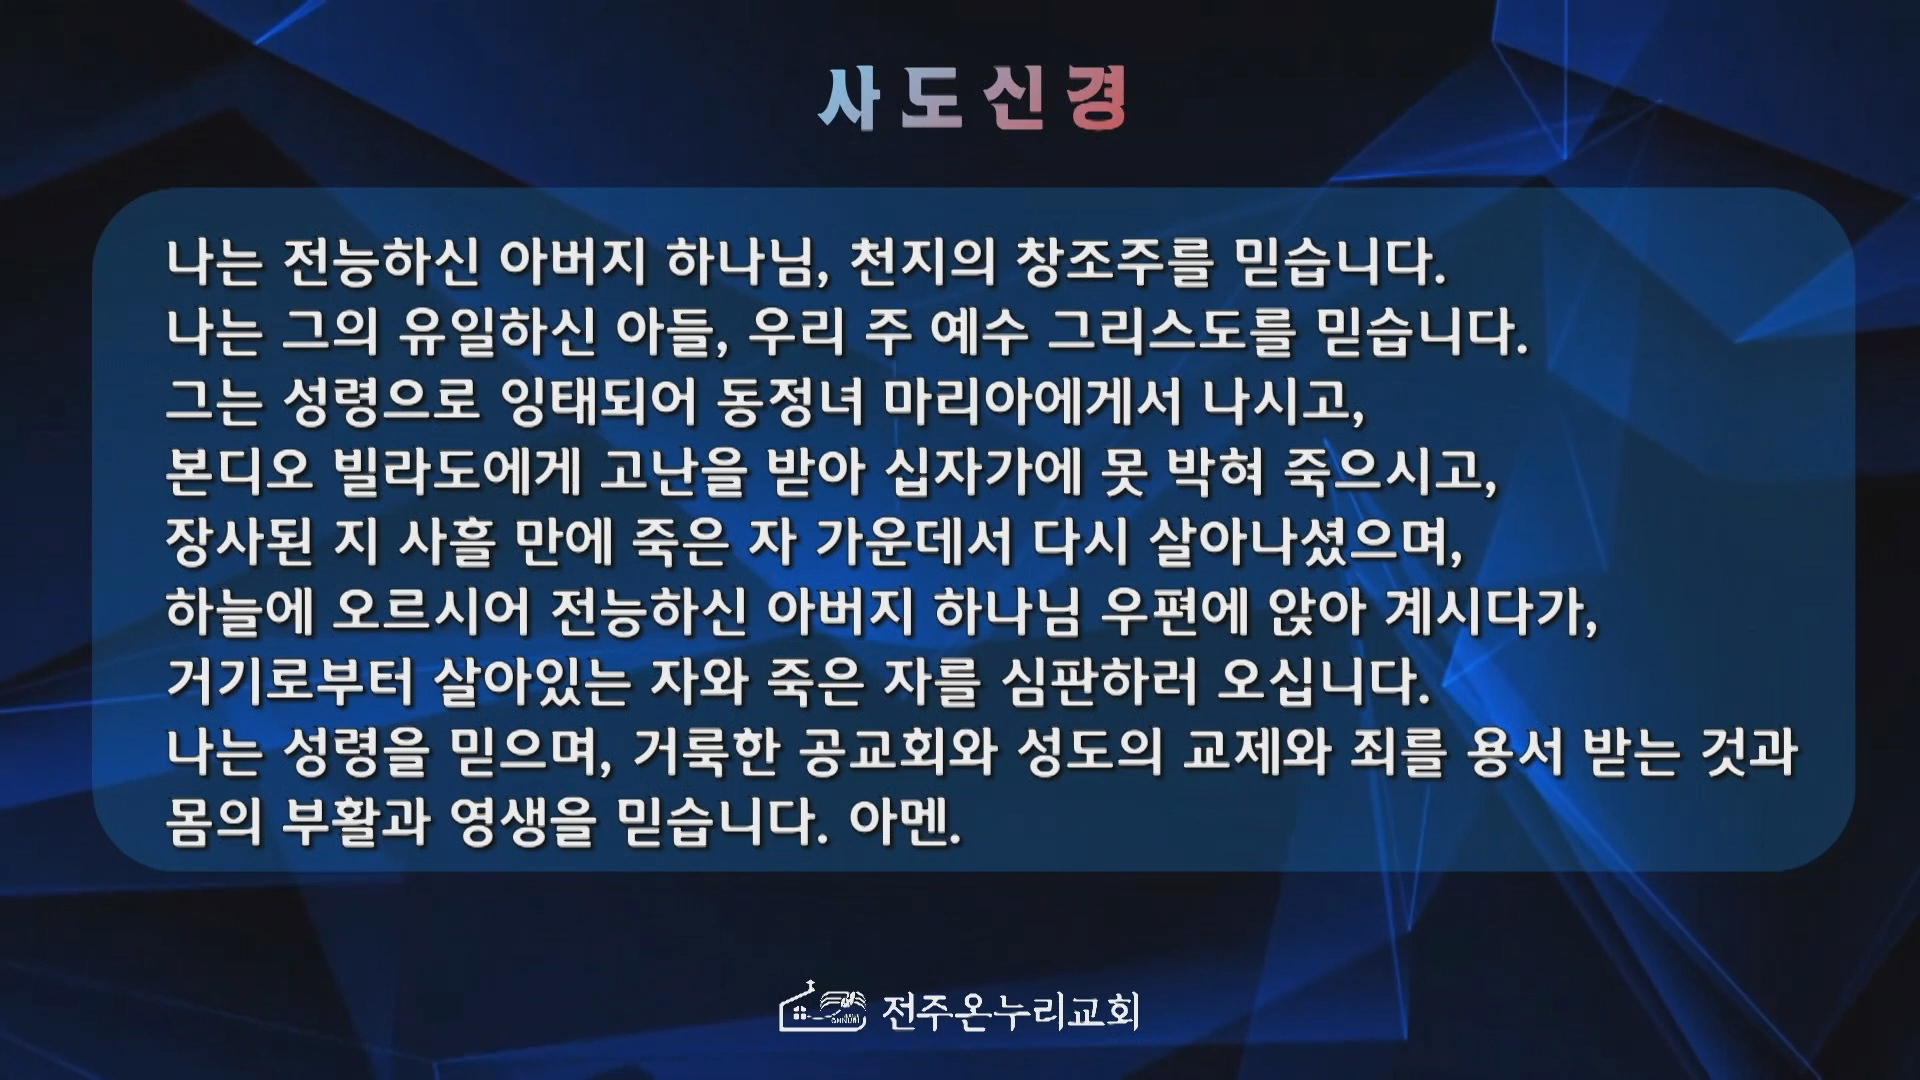 사도신경
나는 전능하신 아버지 하나님, 천지의 창조주를 믿습니다.
나는 그의 유일하신 아들, 우리 주 예수 그리스도를 믿습니다.
그는 성령으로 잉태되어 동정녀 마리아에게서 나시고,
본디오 빌라도에게 고난을 받아 십자가에 못 박혀 죽으시고,
장사된 지 사흘 만에 죽은 자 가운데서 다시 살아나셨으며,
하늘에 오르시어 전능하신 아버지 하나님 우편에 앉아 계시다가,
거기로부터 살아있는 자와 죽은 자를 심판하러 오십니다.
나는 성령을 믿으며, 거룩한 공교회와 성도의 교제와 죄를 용서 받는 것과
몸의 부활과 영생을 믿습니다. 아멘.
전주온누리교회